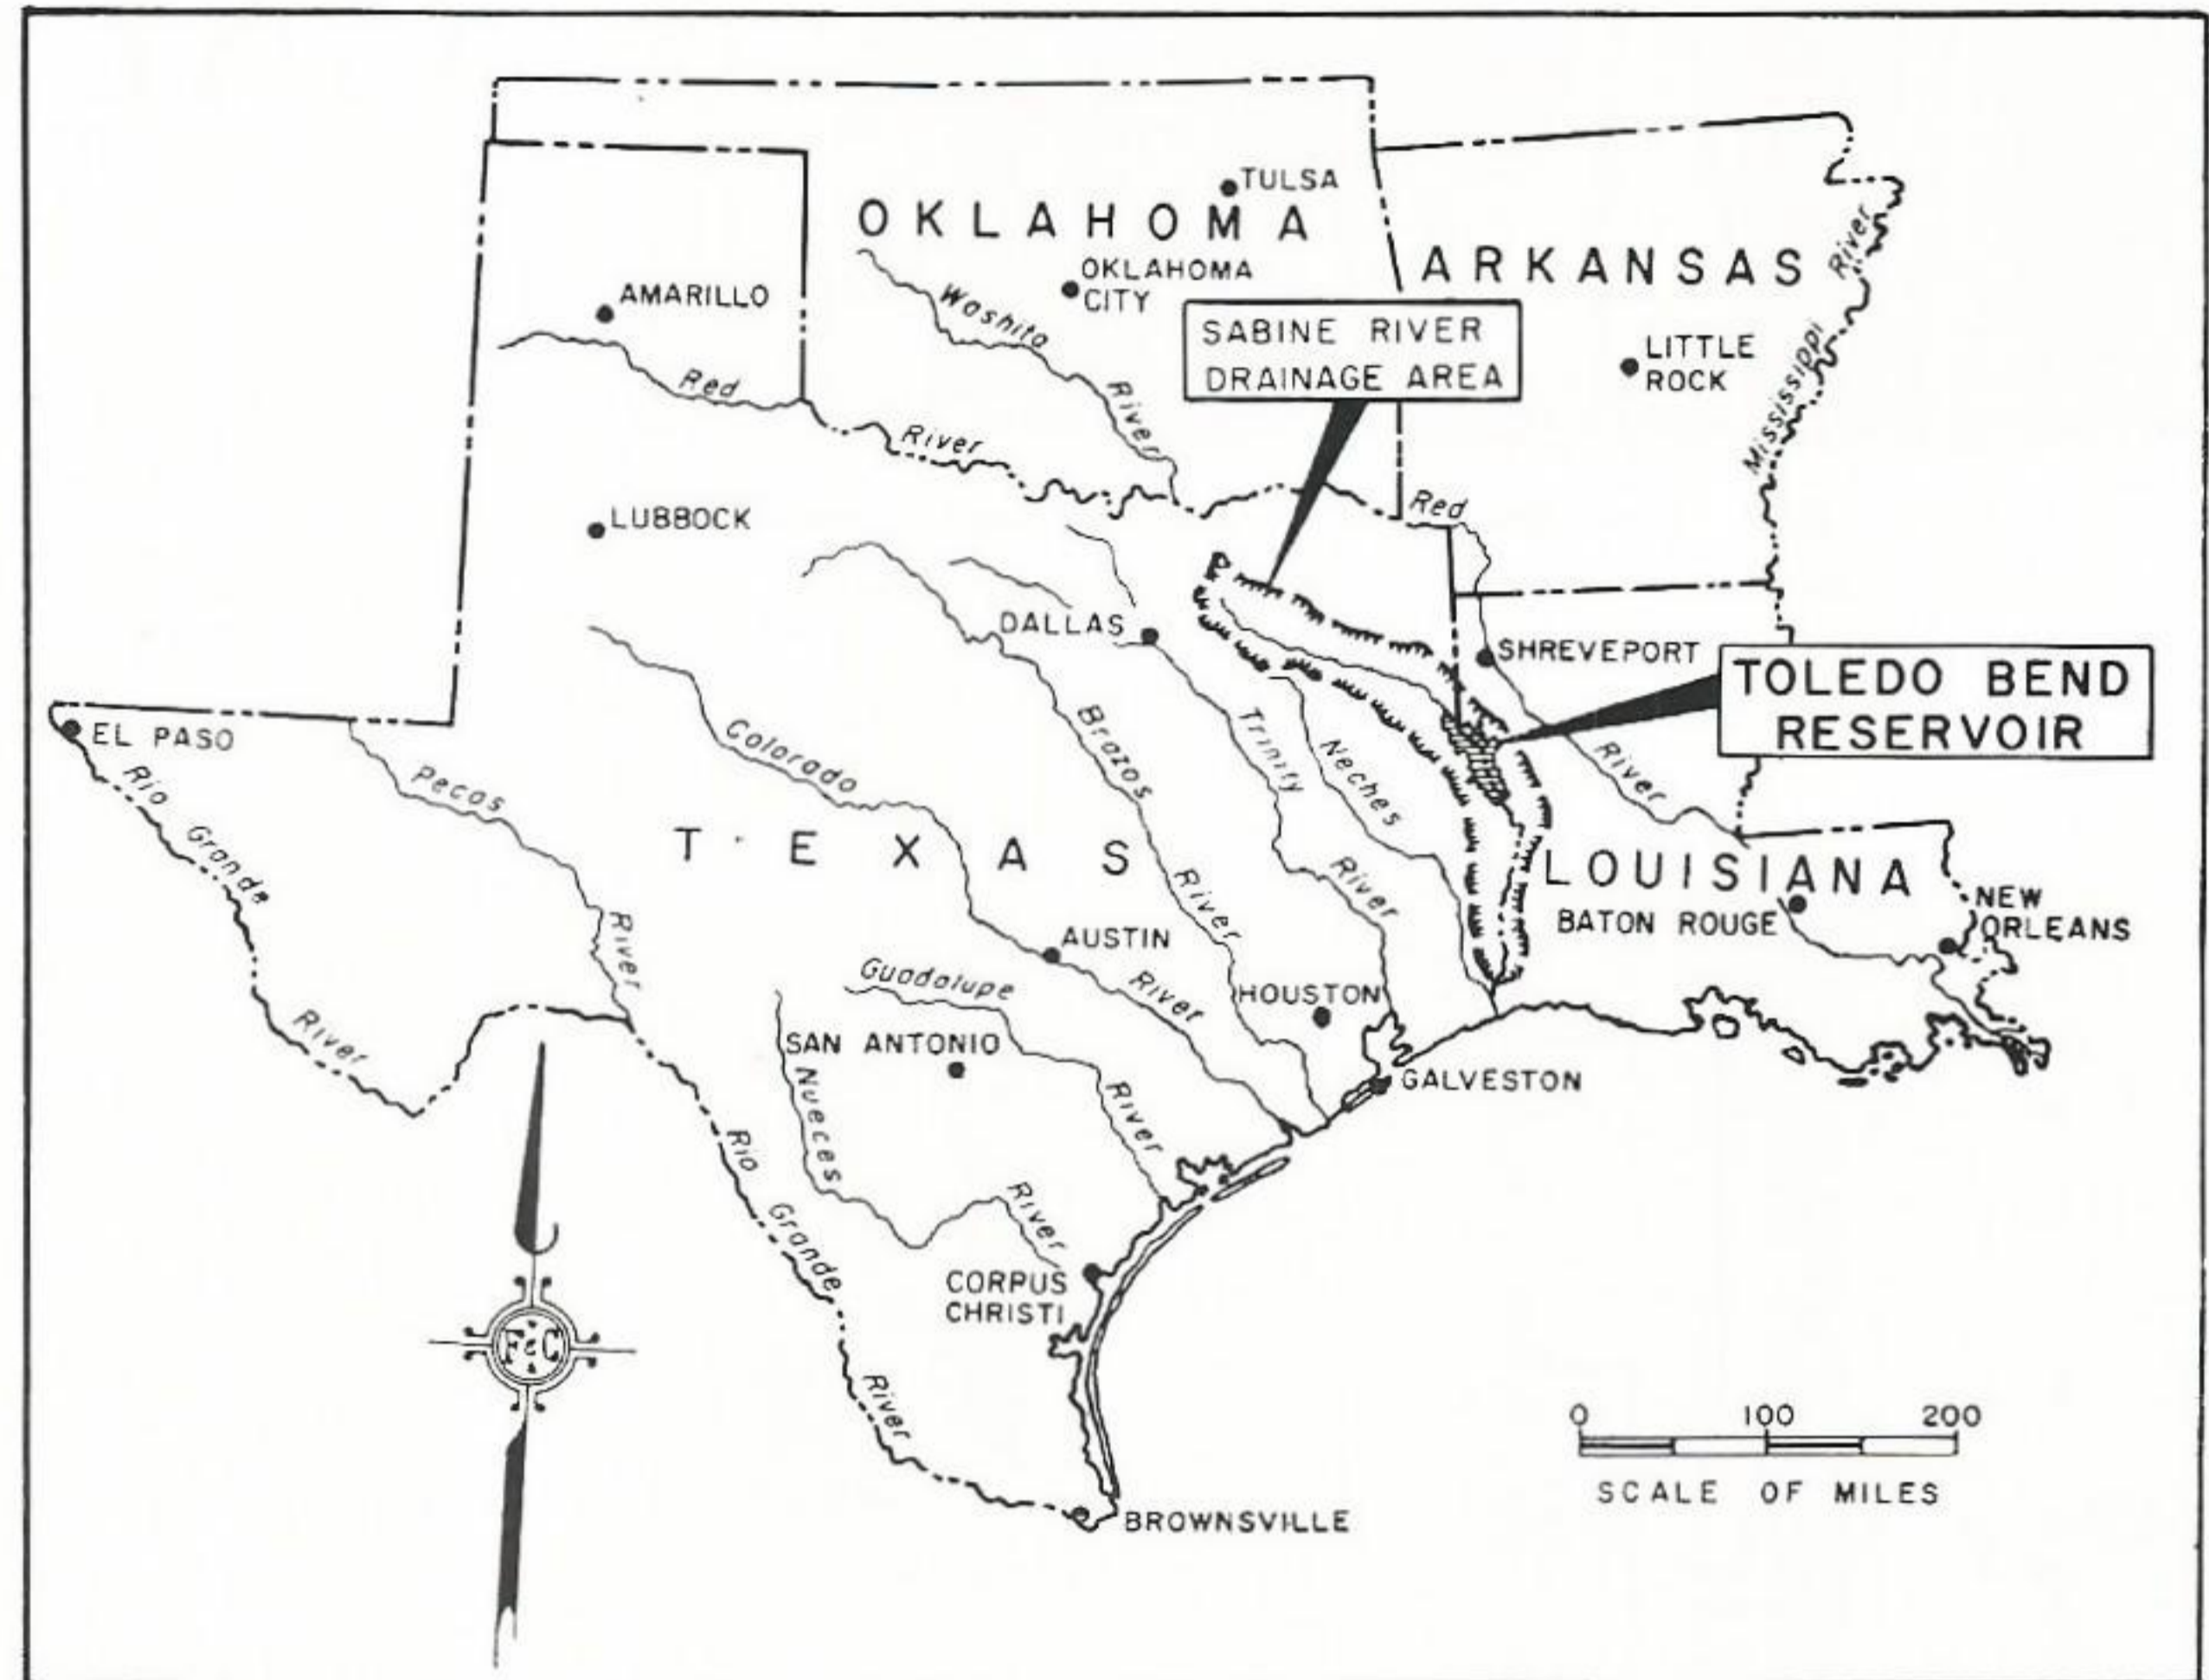 TULSA
OKLAHOMA
River
ARKANSAS
OKLAHOMA
CITY
AMARILLO
Washita
SABINE RIVER
DRAINAGE AREA
LITTLE
ROCK
Mississippi
Red
River
River
Red
LUBBOCK
DALLAS
SHREVEPORT
TOLEDO BEND
RESERVOIR
EL PASO
Rio
Grande
River
Pecos
River
Colorado
Brazos
Trinity
Neches
River
TEXAS
River
River
LOUISIANA
BATON ROUGE
NEW
ORLEANS
AUSTIN
River
Guadalupe
HOUSTON
SAN ANTONIO
Nueces
River
GALVESTON
Rio
Grande
River
River
CORPUS
CHRISTI
F&C
0 100 200
SCALE OF MILES
BROWNSVILLE